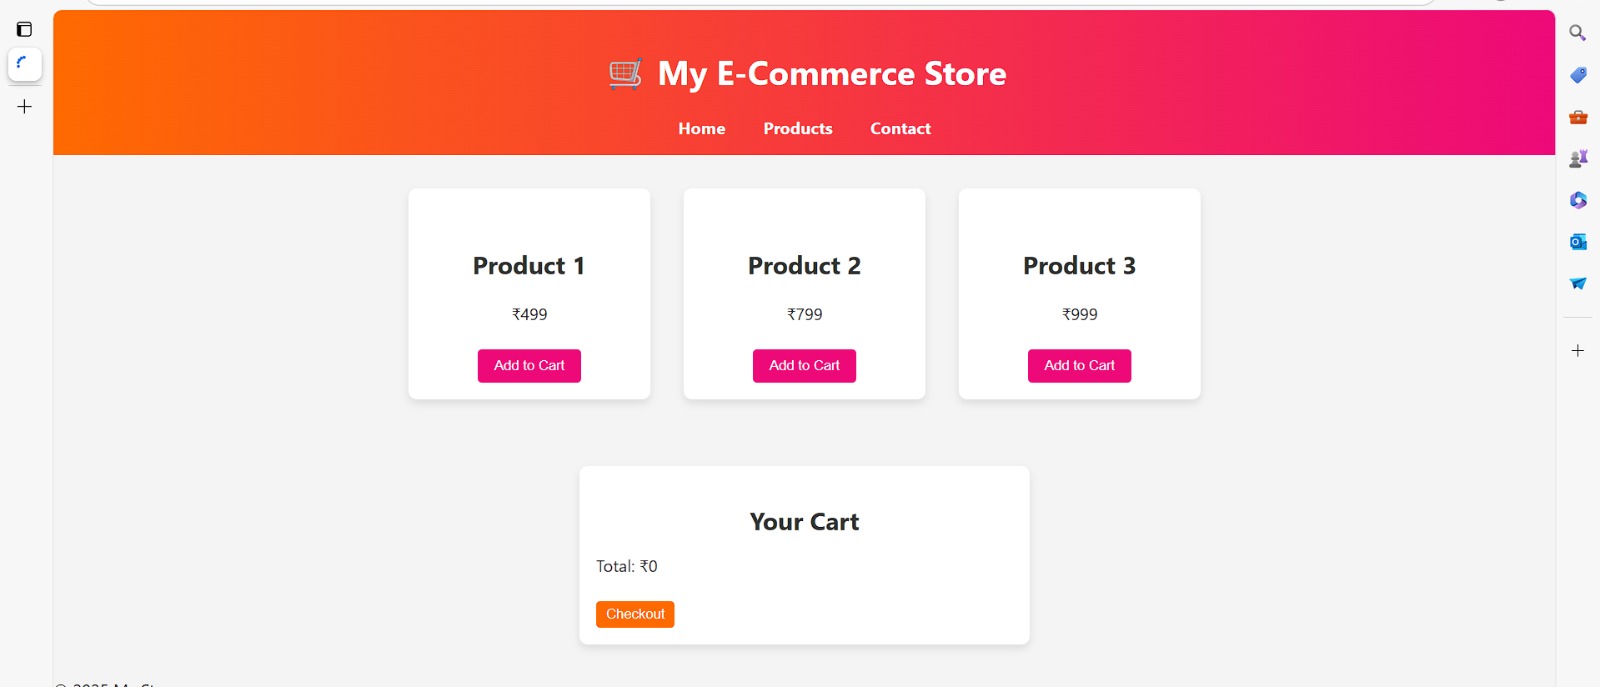 My E-Commerce Store
Home Products Contact
Product 1 Product 2 Product 3
₹499 ₹799 ₹999
Add to Cart Add to Cart Add to Cart
Your Cart
Total: ₹0
Checkout